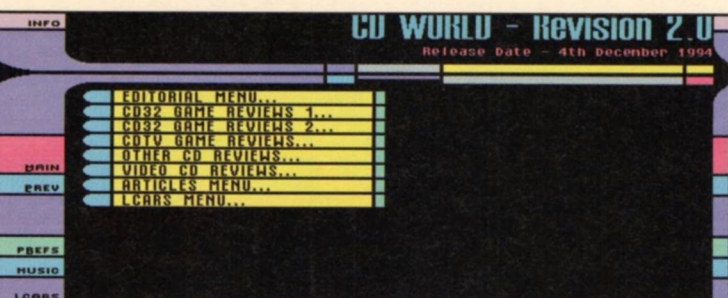 INFO
CD WORLD - Revision 2.0
Release Date - 4th December 1994
EDITORIAL MENU...
CD32 GAME REVIEWS 1...
CD32 GAME REVIEWS 2...
CDTV GAME REVIEWS...
OTHER CD REVIEWS...
VIDEO CD REVIEWS...
ARTICLES MENU...
LCARS MENU...
MAIN
PREV
PREFS
MUSIC
LCARS